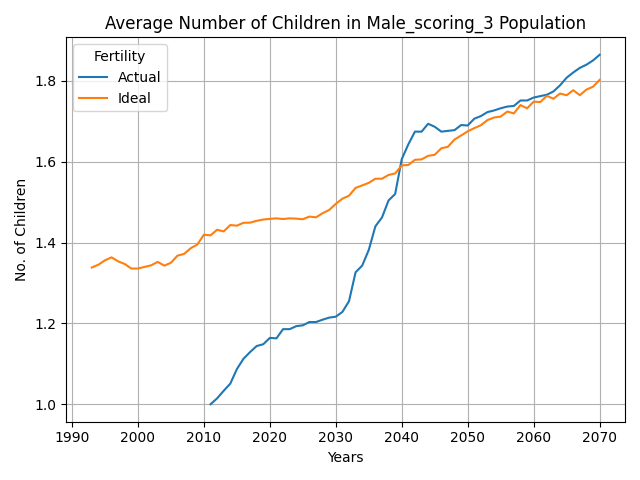 Average Number of Children in Male_scoring_3 Population
Fertility
Actual
Ideal
No. of Children
1.8
1.6
1.4
1.2
1.0
1990 2000 2010 2020 2030 2040 2050 2060 2070
Years